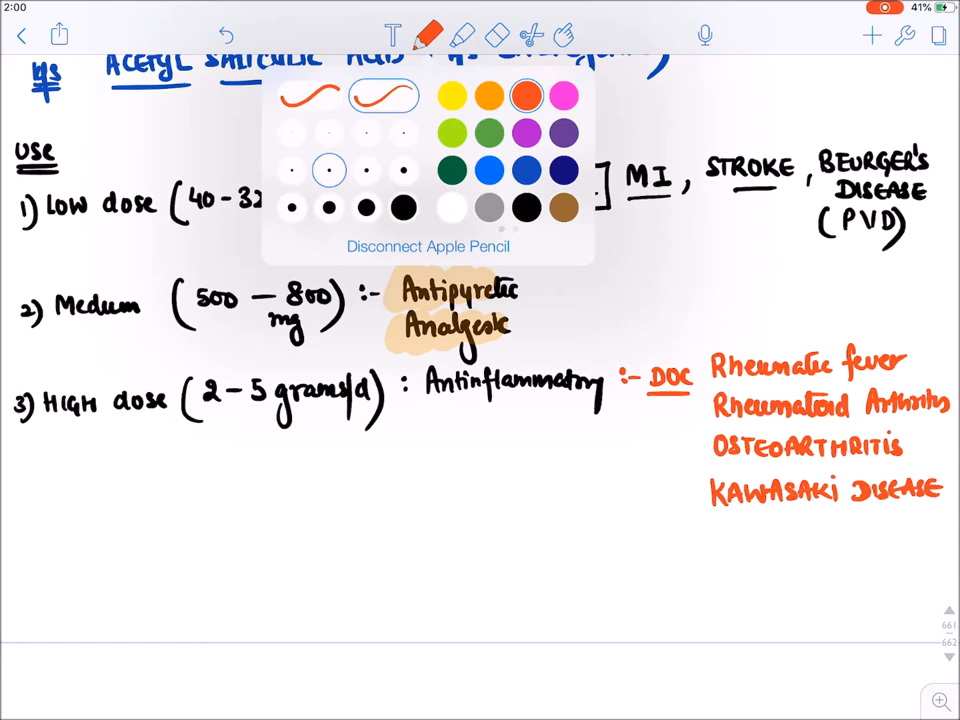 2:00
41%
ACETYL SALICYLIC ACID
USE
1) LOW dose (40 - 32
] MI , STROKE , BEURGER'S
DISEASE
(PVD)
Disconnect Apple Pencil
2) Medium (500 - 800) :- Antipyretic
mg Analgesic
3) HIGH dose (2 - 5 grams/d) : Antinflammatory :- DOC Rheumatic fever
Rheumatoid Arthritis
OSTEOARTHRITIS
KAWASAKI DISEASE
661
662